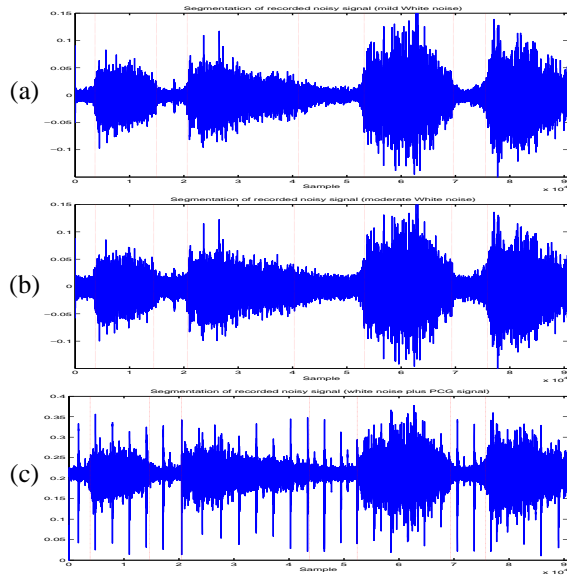 Segmentation of recorded noisy signal (mild White noise)
0.15
0.1
0.05
(a)
0
−0.05
−0.1
0 1 2 3 4 5 6 7 8 9
Sample
x 10⁴
Segmentation of recorded noisy signal (moderate White noise)
0.15
0.1
0.05
(b)
0
−0.05
−0.1
0 1 2 3 4 5 6 7 8 9
Sample
x 10⁴
Segmentation of recorded noisy signal (white noise plus PCG signal)
0.4
0.35
0.3
0.25
(c)
0.2
0.15
0.1
0.05
0
0 1 2 3 4 5 6 7 8
Sample
x 10⁴